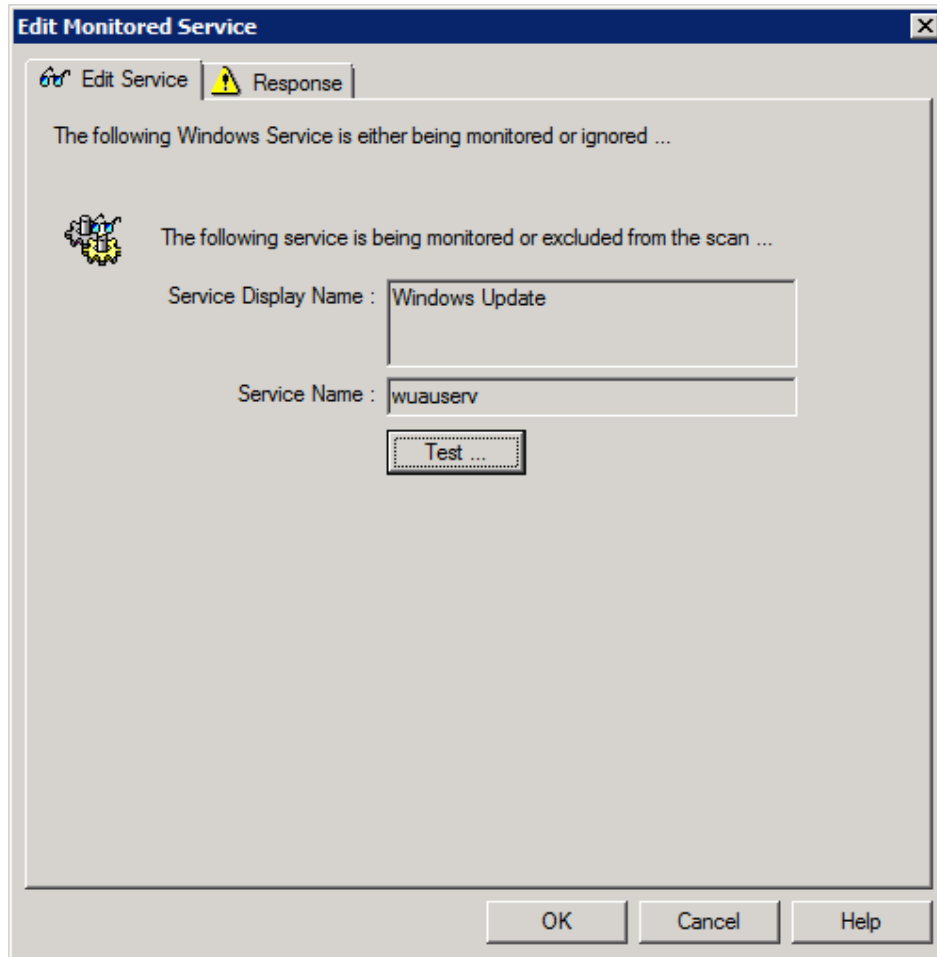 Edit Monitored Service
Edit Service
Response
The following Windows Service is either being monitored or ignored ...
The following service is being monitored or excluded from the scan ...
Service Display Name : Windows Update
Service Name : wuauserv
Test ...
OK Cancel Help